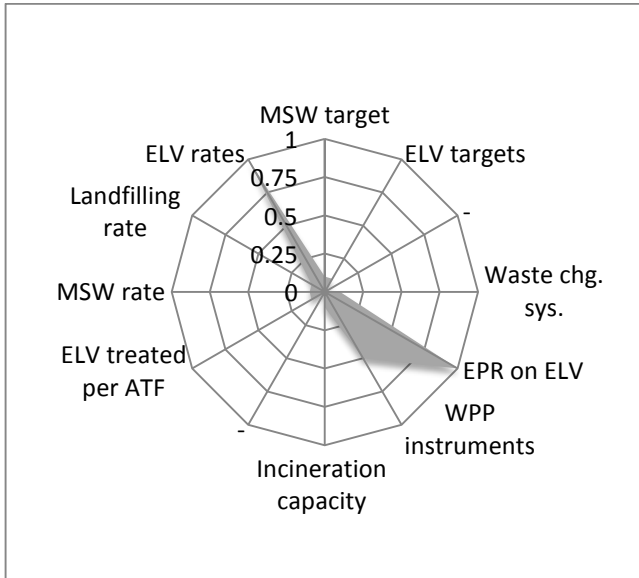 MSW target
1
ELV rates
ELV targets
0.75
Landfilling
rate
-
0.5
0.25
Waste chg.
sys.
MSW rate
0
ELV treated
per ATF
EPR on ELV
WPP
instruments
-
Incineration
capacity